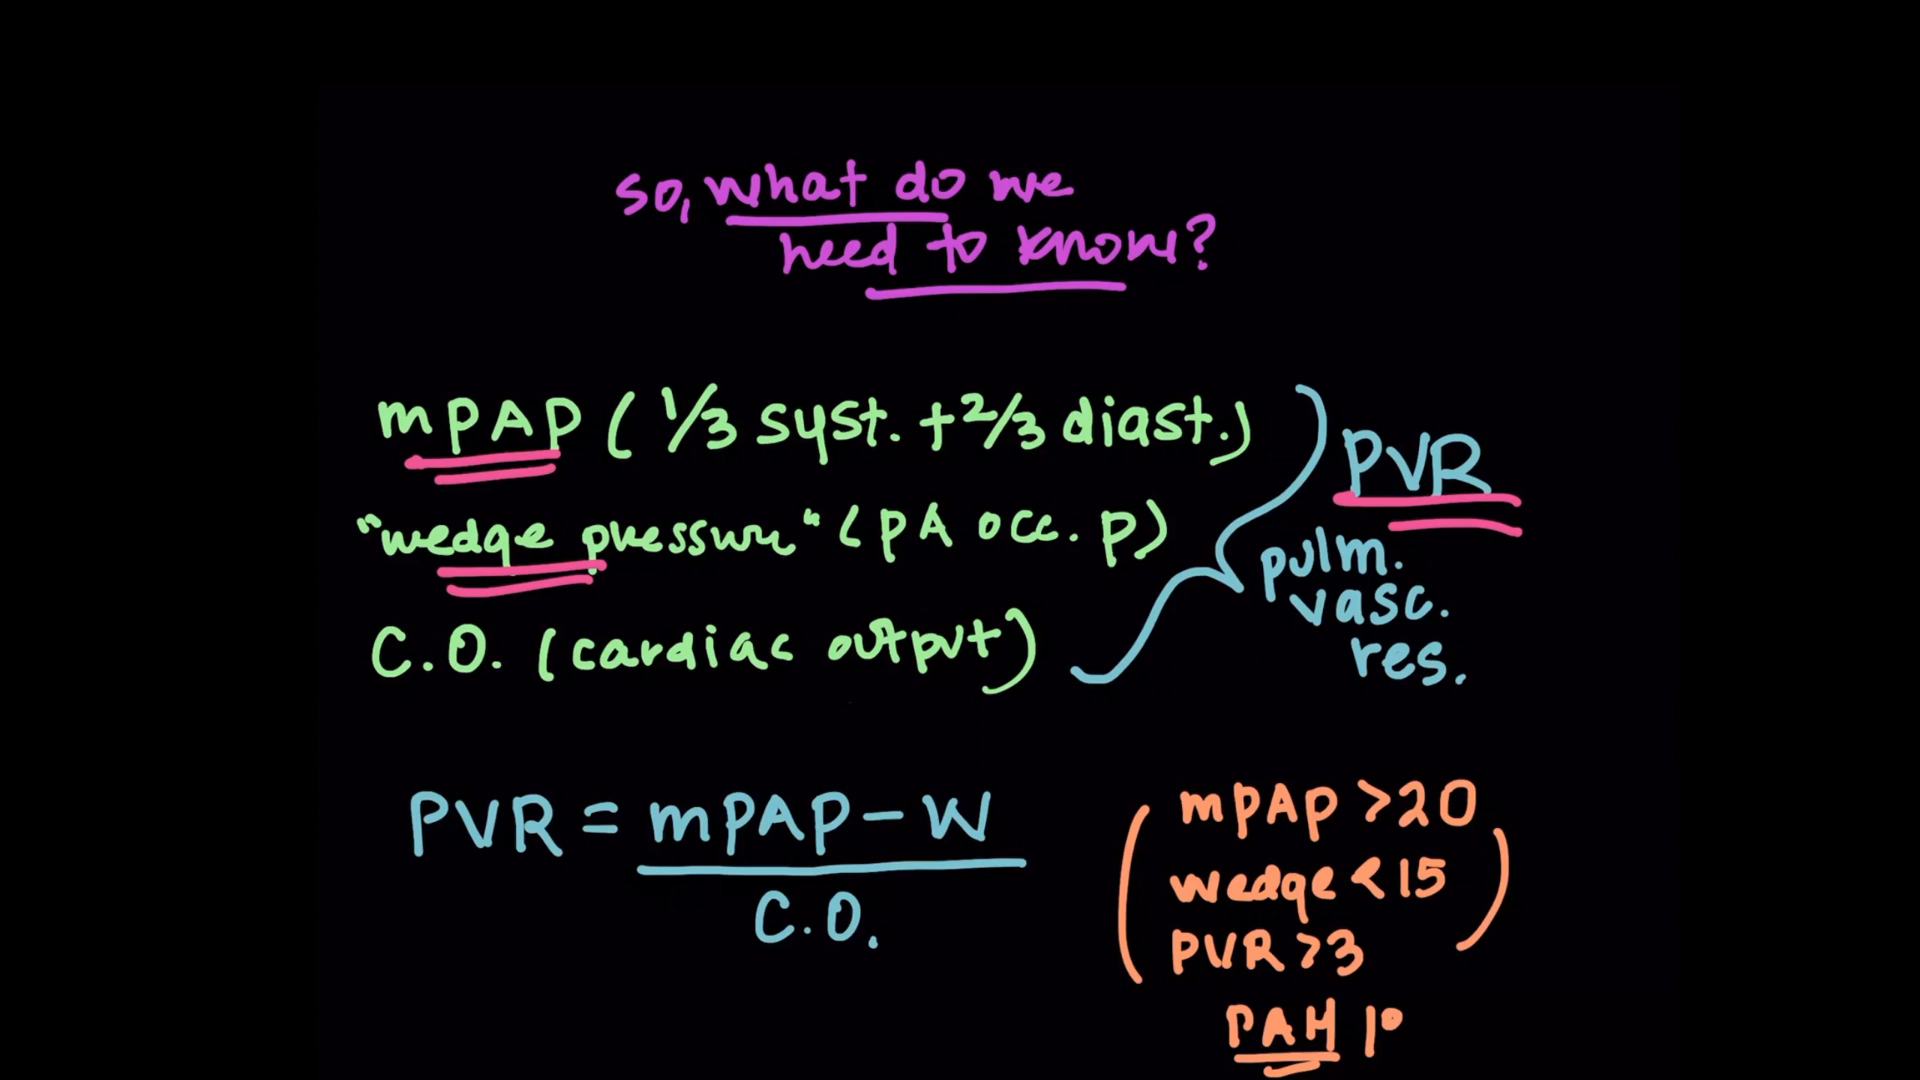 so, what do we
need to know?
mPAP ( 1/3 syst. + 2/3 diast.)
"wedge pressure" (PA occ. p)
C.O. (cardiac output)
PVR
pulm.
vasc.
res.
PVR = mPAP - W
C.O.
mPAP > 20
wedge < 15
PVR > 3
PAH 1°